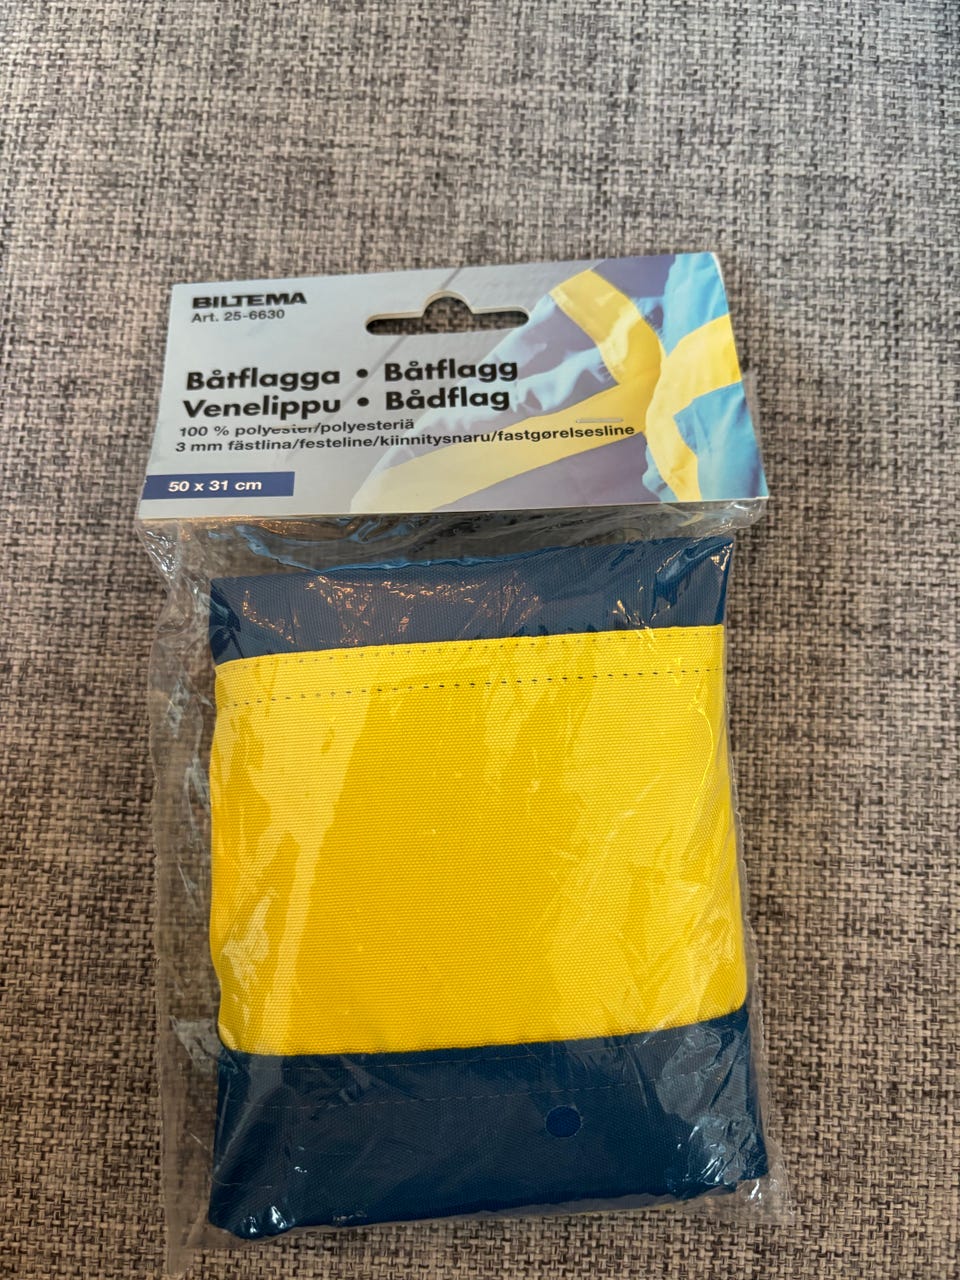 BILTEMA
Art. 25-6630
Båtflagga • Båtflagg
Venelippu • Bådflag
100 % polyester/polyesteriä
3 mm fästlina/festeline/kiinnitysnaru/fastgørelsesline
50 x 31 cm